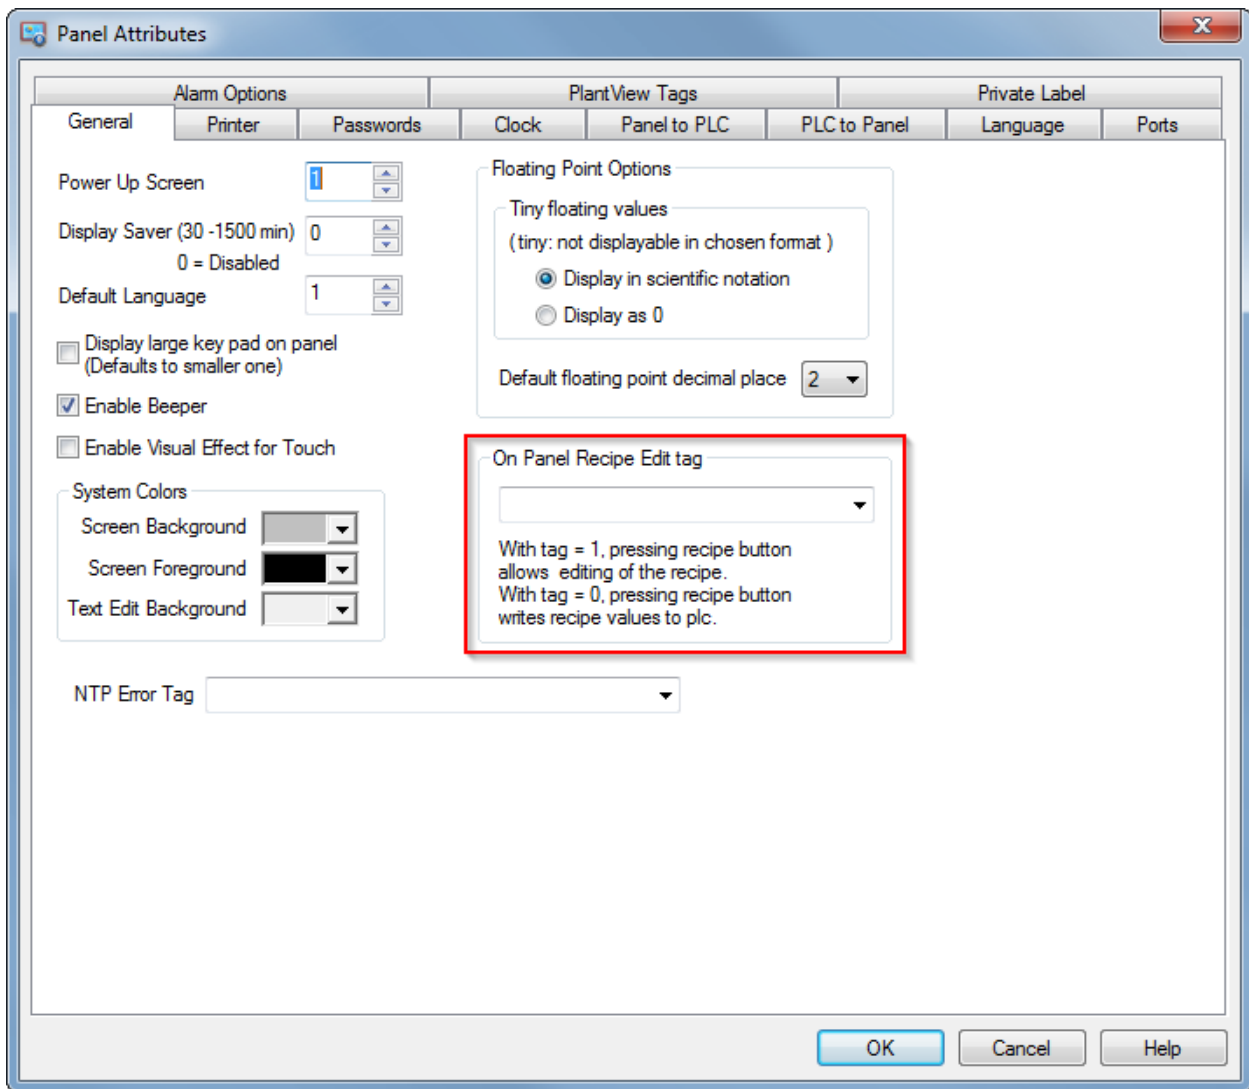 Panel Attributes
X
Alarm Options
PlantView Tags
Private Label
General
Printer
Passwords
Clock
Panel to PLC
PLC to Panel
Language
Ports
Power Up Screen
1
Display Saver (30 -1500 min)
0
0 = Disabled
Default Language
1
Display large key pad on panel
(Defaults to smaller one)
Enable Beeper
Enable Visual Effect for Touch
System Colors
Screen Background
Screen Foreground
Text Edit Background
Floating Point Options
Tiny floating values
( tiny: not displayable in chosen format )
Display in scientific notation
Display as 0
Default floating point decimal place
2
On Panel Recipe Edit tag
With tag = 1, pressing recipe button
allows  editing of the recipe.
With tag = 0, pressing recipe button
writes recipe values to plc.
NTP Error Tag
OK
Cancel
Help